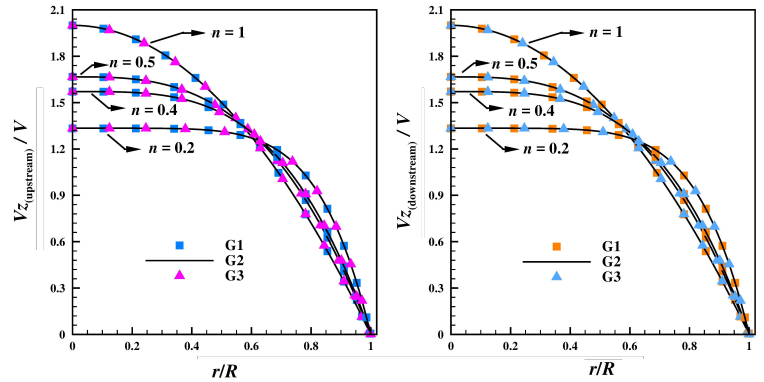 2.1
1.8
1.5
1.2
0.9
0.6
0.3
0
0
0.2
0.4
0.6
0.8
1
Vz(upstream) / V
r/R
n = 1
n = 0.5
n = 0.4
n = 0.2
G1
G2
G3
2.1
1.8
1.5
1.2
0.9
0.6
0.3
0
0
0.2
0.4
0.6
0.8
1
Vz(downstream) / V
r/R
n = 1
n = 0.5
n = 0.4
n = 0.2
G1
G2
G3